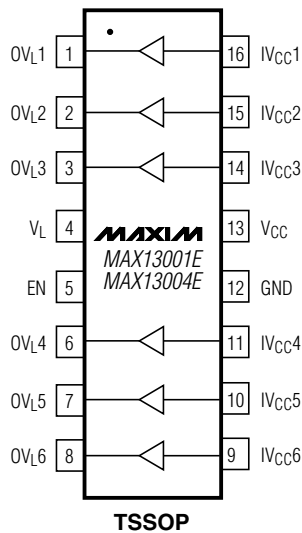 OVL1 1 16 IVCC1
OVL2 2 15 IVCC2
OVL3 3 14 IVCC3
VL 4 MAXIM 13 VCC
MAX13001E
EN 5 MAX13004E 12 GND
OVL4 6 11 IVCC4
OVL5 7 10 IVCC5
OVL6 8 9 IVCC6
TSSOP